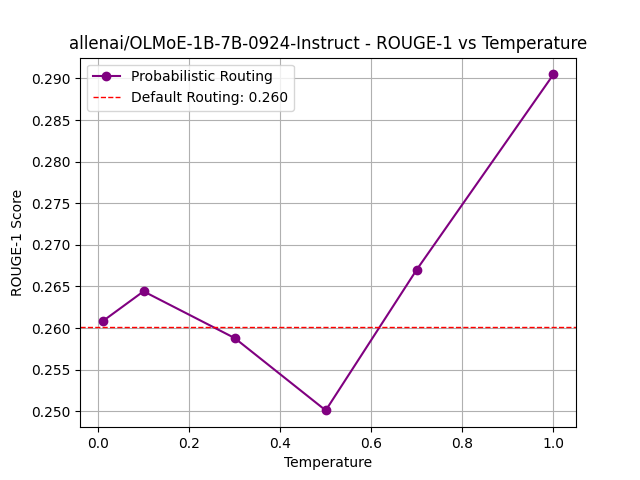 allenai/OLMoE-1B-7B-0924-Instruct - ROUGE-1 vs Temperature
Probabilistic Routing
Default Routing: 0.260
ROUGE-1 Score
0.290
0.285
0.280
0.275
0.270
0.265
0.260
0.255
0.250
0.0 0.2 0.4 0.6 0.8 1.0
Temperature